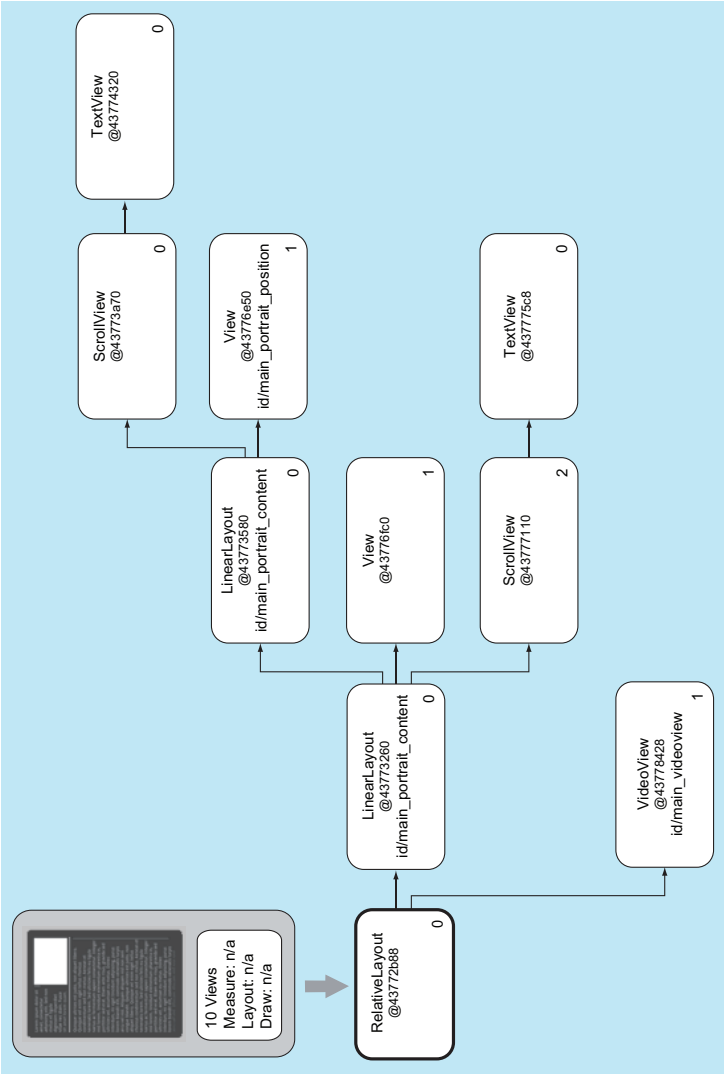 10 Views
Measure: n/a
Layout: n/a
Draw: n/a
RelativeLayout
@43772b88
0
LinearLayout
@43773260
id/main_portrait_content
0
LinearLayout
@43773580
id/main_portrait_content
0
ScrollView
@43773a70
0
TextView
@43774320
0
View
@43776e50
id/main_portrait_position
1
View
@43776fc0
1
ScrollView
@43777110
2
TextView
@437775c8
0
VideoView
@43778428
id/main_videoview
1